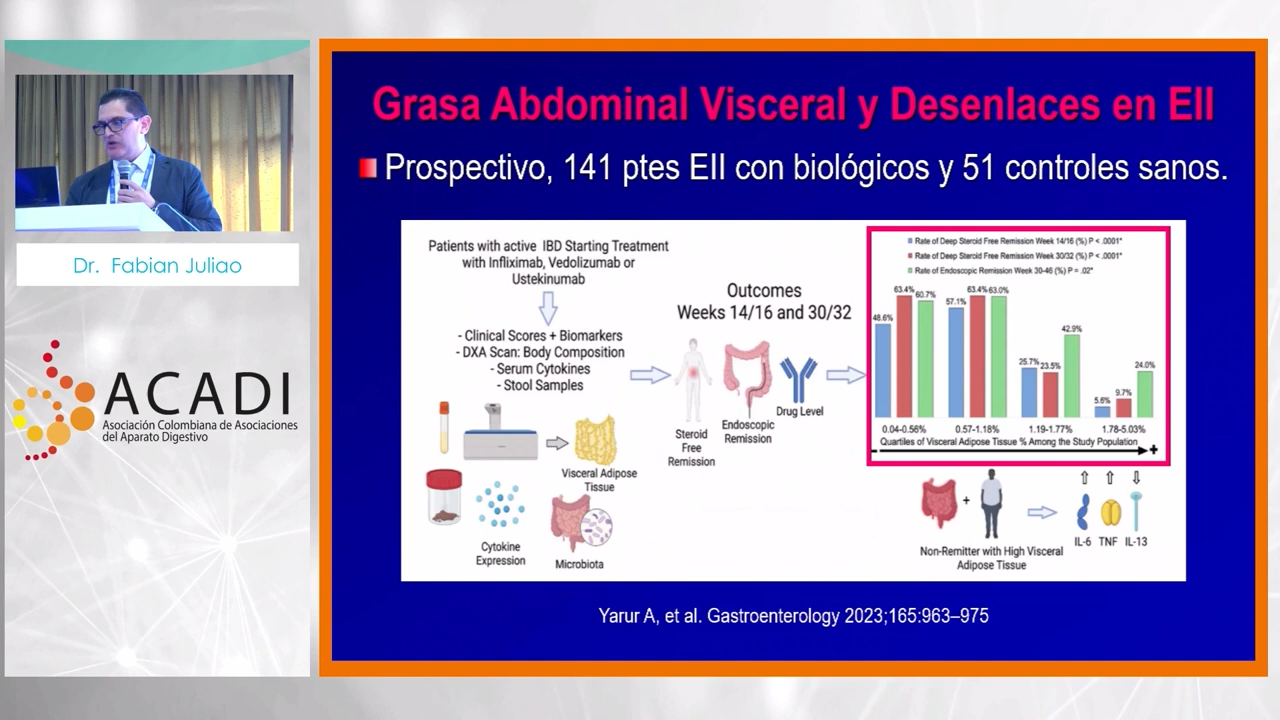 Grasa Abdominal Visceral y Desenlaces en EII
Prospectivo, 141 ptes EII con biológicos y 51 controles sanos.
Dr. Fabian Juliao
ACADI
Asociación Colombiana de Asociaciones
del Aparato Digestivo
Patients with active IBD Starting Treatment
with Infliximab, Vedolizumab or
Ustekinumab
- Clinical Scores + Biomarkers
- DXA Scan: Body Composition
- Serum Cytokines
- Stool Samples
Visceral Adipose
Tissue
Cytokine
Expression
Microbiota
Outcomes
Weeks 14/16 and 30/32
Steroid
Free
Remission
Endoscopic
Remission
Drug Level
Rate of Deep Steroid Free Remission Week 14/16 (%) P < .0001*
Rate of Deep Steroid Free Remission Week 30/32 (%) P < .0001*
Rate of Endoscopic Remission Week 30-46 (%) P = .02*
48.6% 63.4% 60.7% 57.1% 63.4% 63.0% 25.7% 23.5% 42.9% 5.6% 9.7% 24.0%
0.04-0.56% 0.57-1.18% 1.19-1.77% 1.78-5.03%
Quartiles of Visceral Adipose Tissue % Among the Study Population
- +
+
IL-6 TNF IL-13
Non-Remitter with High Visceral
Adipose Tissue
Yarur A, et al. Gastroenterology 2023;165:963–975